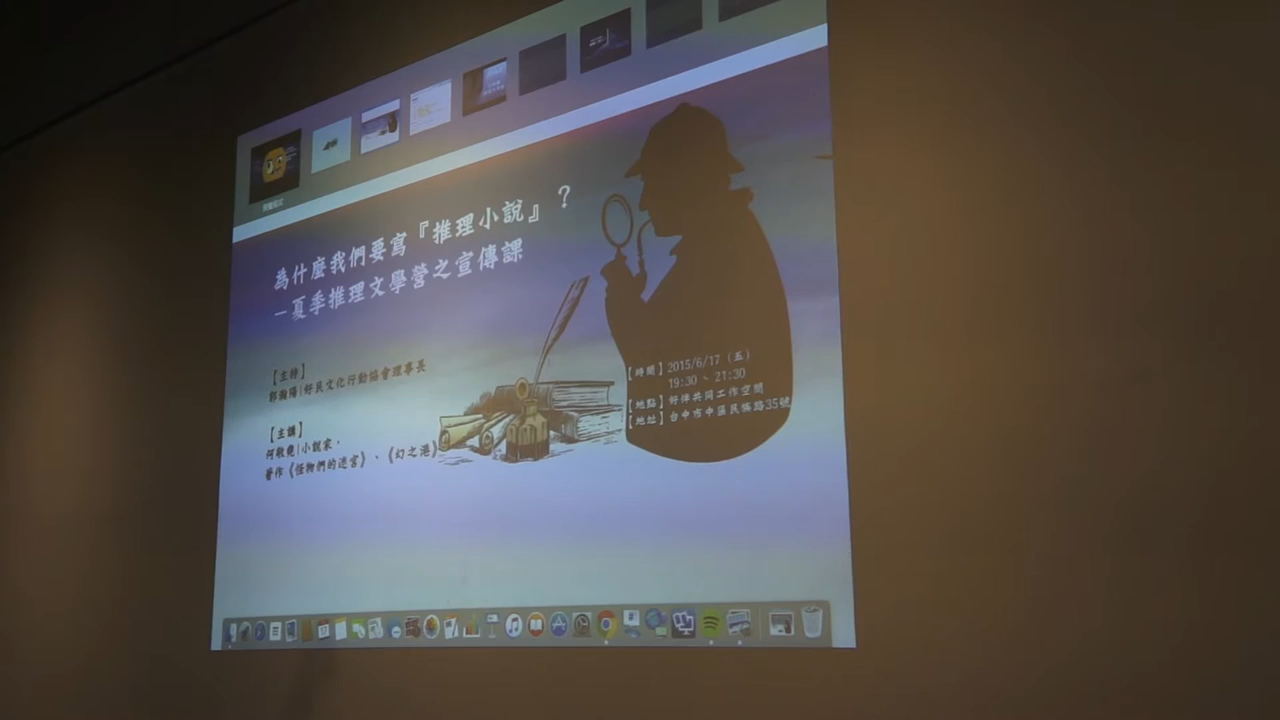 為什麼我們要寫『推理小說』？
－夏季推理文學營之宣傳課
【主持】
郭瀚陽|好民文化行動協會理事長
【主講】
何敬堯|小說家，
著作《怪物們的迷宮》、《幻之港》
【時間】2015/6/17（五）
19:30 ~ 21:30
【地點】好伴共同工作空間
【地址】台中市中區民族路35號